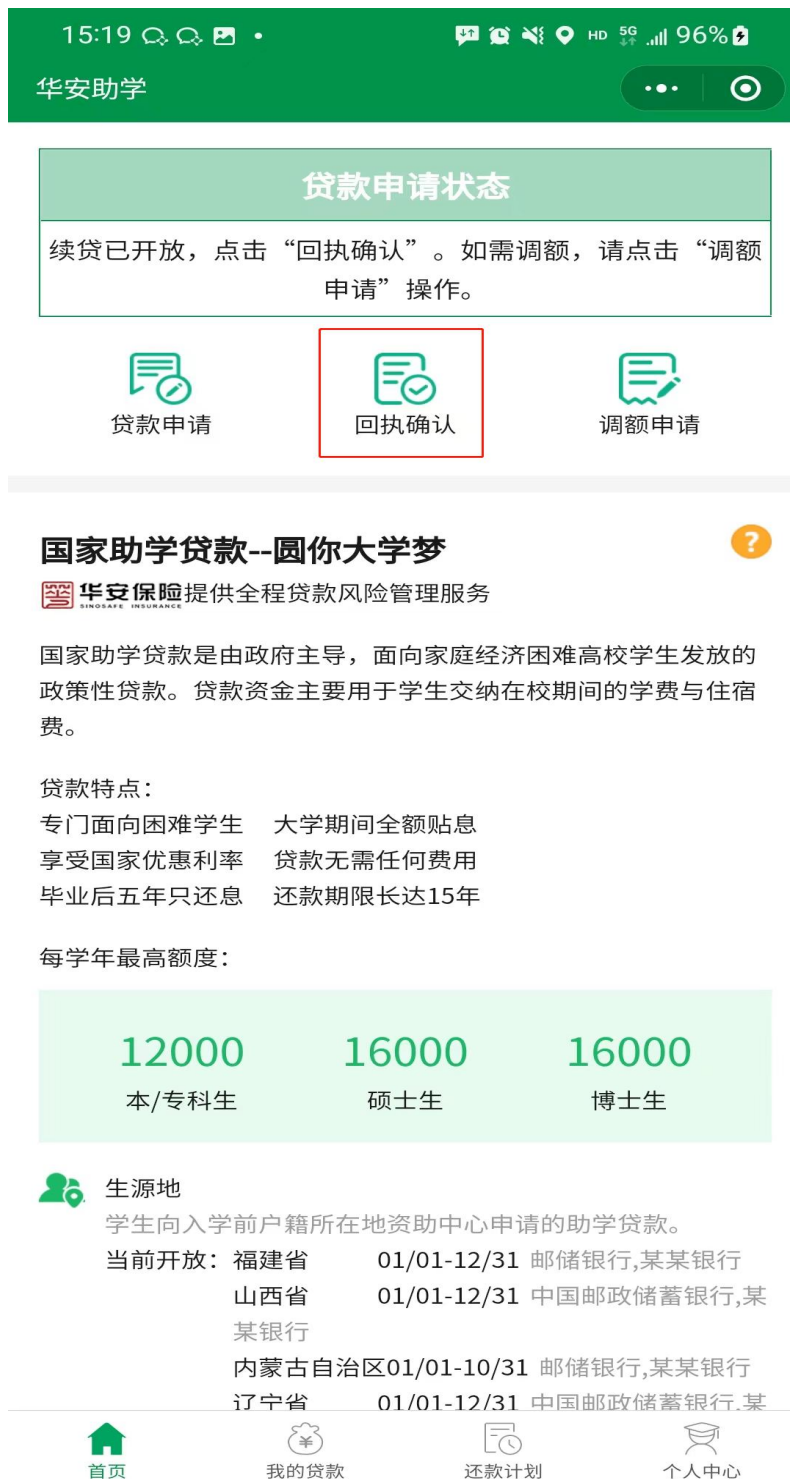 15:19
HD 5G 96%
华安助学
贷款申请状态
续贷已开放，点击“回执确认”。如需调额，请点击“调额
申请”操作。
贷款申请 回执确认 调额申请
国家助学贷款--圆你大学梦
?
华安保险提供全程贷款风险管理服务
SINOSAFE INSURANCE
国家助学贷款是由政府主导，面向家庭经济困难高校学生发放的
政策性贷款。贷款资金主要用于学生交纳在校期间的学费与住宿
费。
贷款特点：
专门面向困难学生 大学期间全额贴息
享受国家优惠利率 贷款无需任何费用
毕业后五年只还息 还款期限长达15年
每学年最高额度：
12000 16000 16000
本/专科生 硕士生 博士生
生源地
学生向入学前户籍所在地资助中心申请的助学贷款。
当前开放：福建省 01/01-12/31 邮储银行,某某银行
山西省 01/01-12/31 中国邮政储蓄银行,某
某银行
内蒙古自治区01/01-10/31 邮储银行,某某银行
辽宁省 01/01-12/31 中国邮政储蓄银行,某
首页 我的贷款 还款计划 个人中心